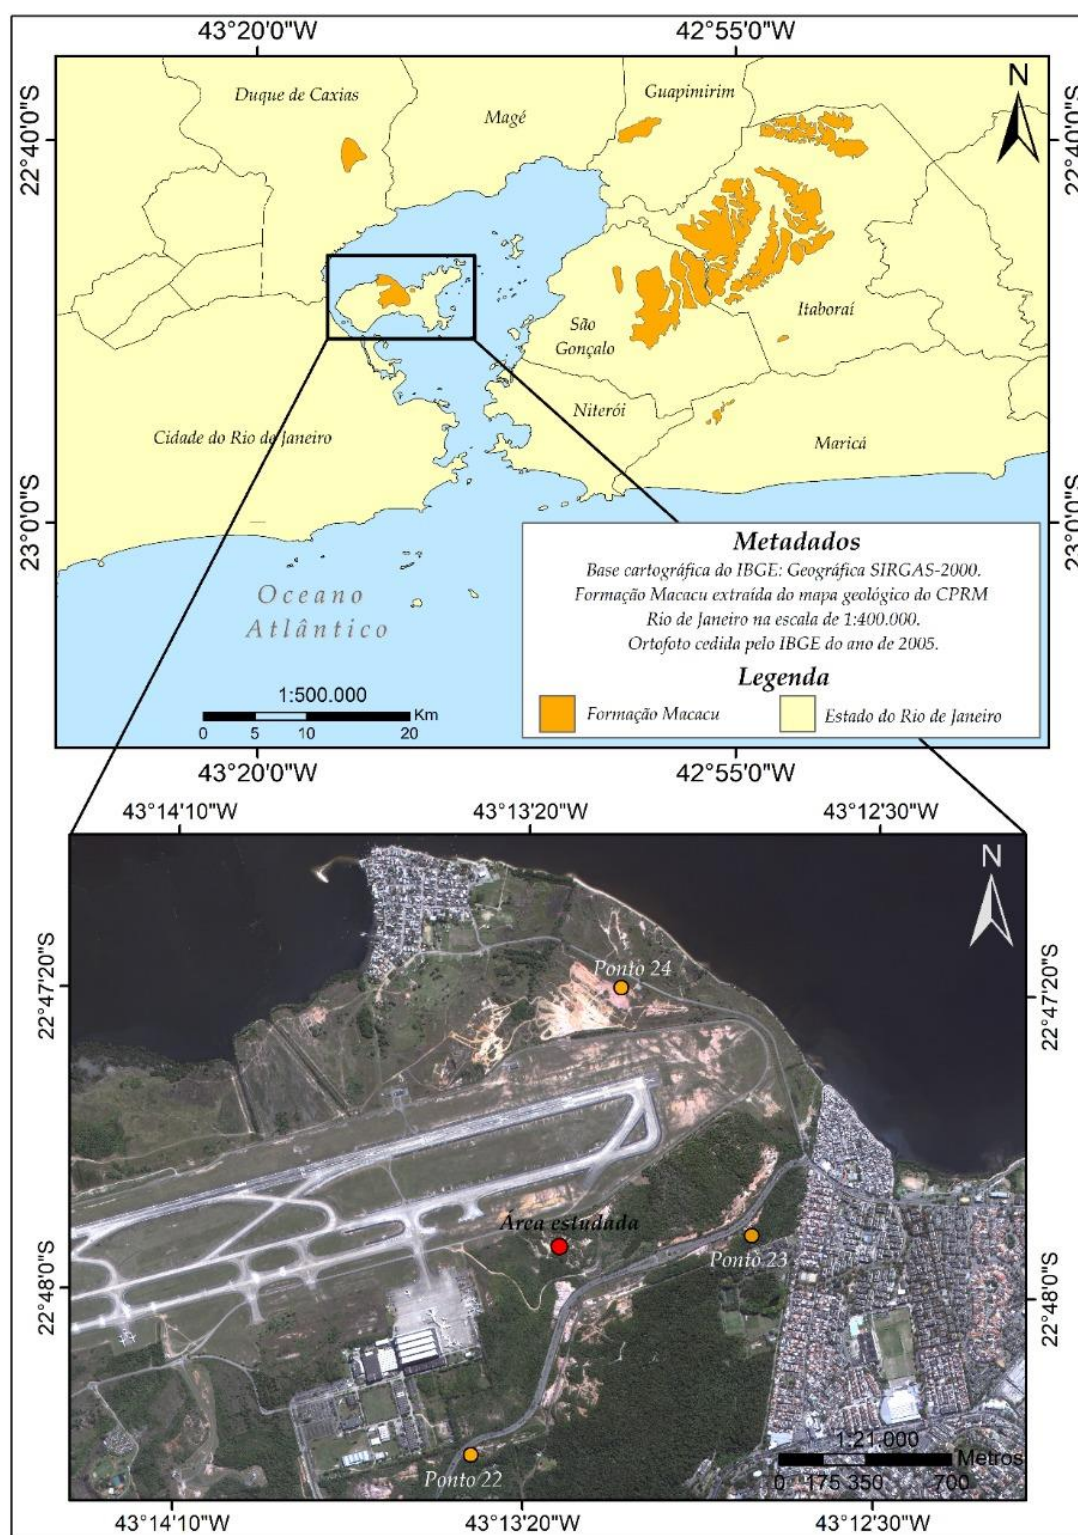 43°20'0"W 42°55'0"W
Duque de Caxias
Magé
Guapimirim
N
22°40'0"S
22°40'0"S
São
Gonçalo
Itaboraí
Niterói
Maricá
Cidade do Rio de Janeiro
23°0'0"S
23°0'0"S
Oceano
Atlântico
1:500.000
Km
0 5 10 20
Metadados
Base cartográfica do IBGE: Geográfica SIRGAS-2000.
Formação Macacu extraída do mapa geológico do CPRM
Rio de Janeiro na escala de 1:400.000.
Ortofoto cedida pelo IBGE do ano de 2005.
Legenda
Formação Macacu Estado do Rio de Janeiro
43°20'0"W 42°55'0"W
43°14'10"W 43°13'20"W 43°12'30"W
N
22°47'20"S
Ponto 24
22°47'20"S
Área estudada
Ponto 23
22°48'0"S
22°48'0"S
Ponto 22
1:21.000
Metros
0 175 350 700
43°14'10"W 43°13'20"W 43°12'30"W